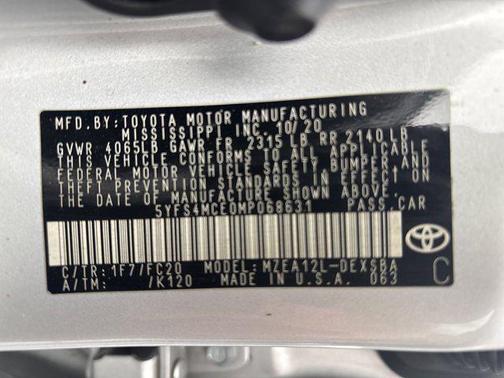 MFD.BY:TOYOTA MOTOR MANUFACTURING
MISSISSIPPI INC. 10/20
GVWR 4065LB GAWR FR 2315 LB RR 2140 LB
THIS VEHICLE CONFORMS TO ALL APPLICABLE
FEDERAL MOTOR VEHICLE SAFETY, BUMPER AND
THEFT PREVENTION STANDARDS IN EFFECT ON
THE DATE OF MANUFACTURE SHOWN ABOVE.
5YFS4MCE0MP068631 PASS.CAR
C/TR:1F7/FC20 MODEL:MZEA12L-DEXSBA
A/TM: /K120 MADE IN U.S.A. 063
C